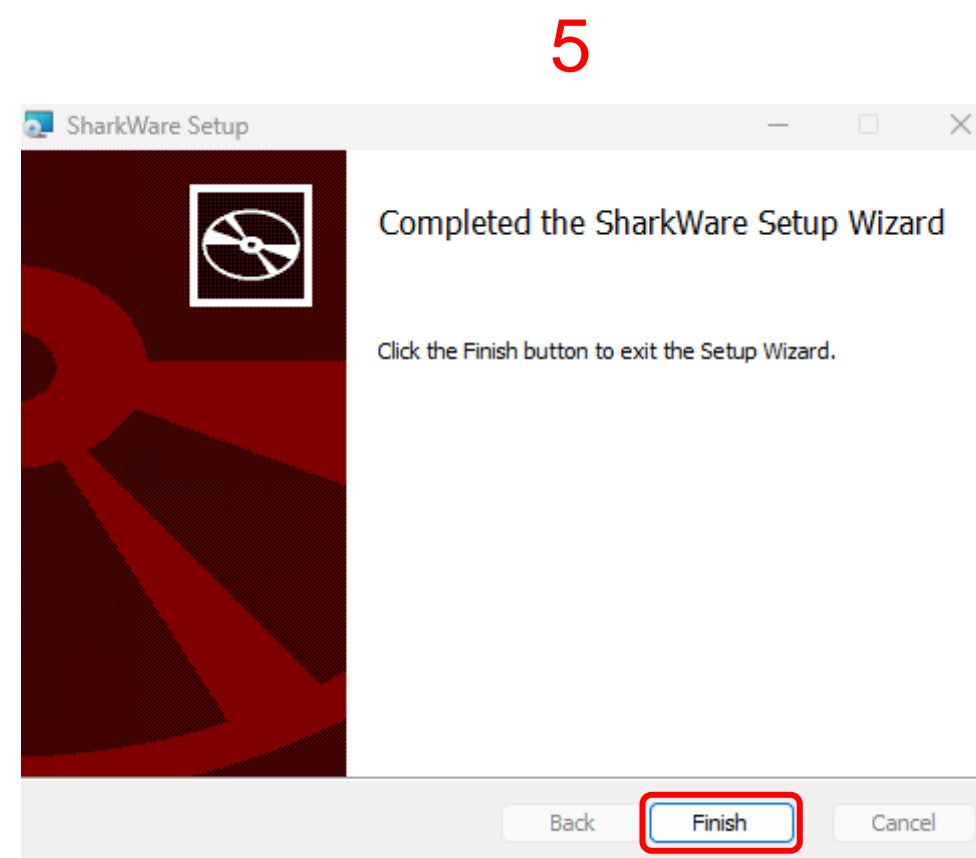 5
SharkWare Setup
Completed the SharkWare Setup Wizard
Click the Finish button to exit the Setup Wizard.
Back Finish Cancel